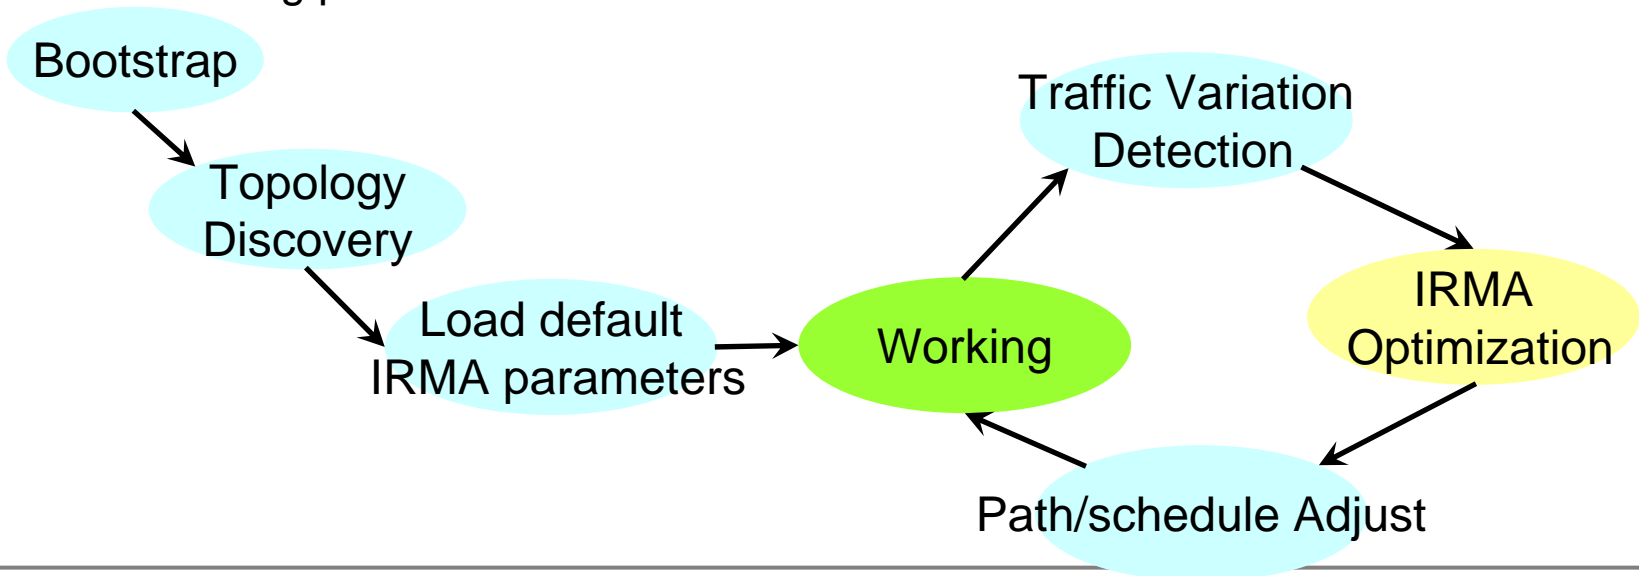 Bootstrap
Topology
Discovery
Load default
IRMA parameters
Working
Traffic Variation
Detection
IRMA
Optimization
Path/schedule Adjust